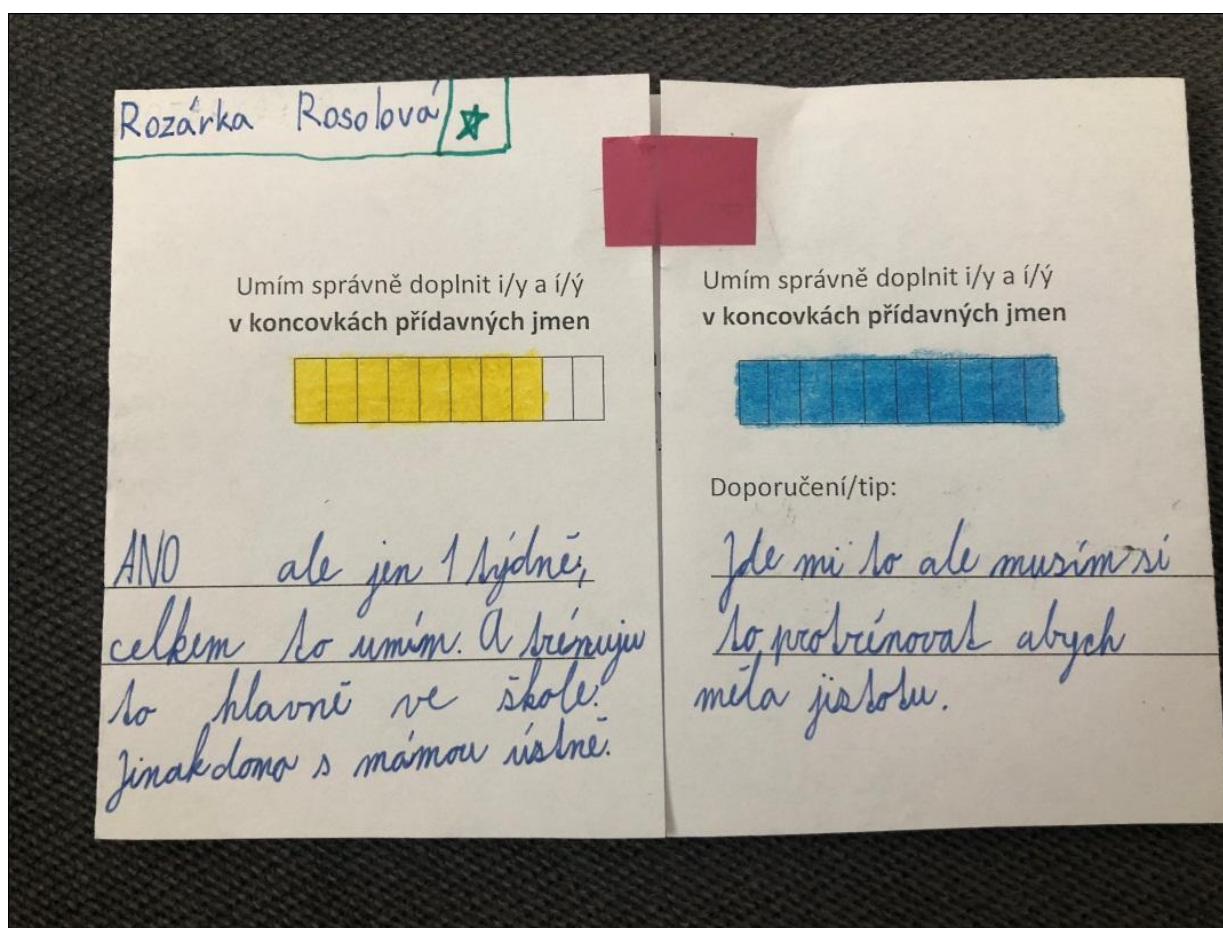 Rozárka Rosolová
Umím správně doplnit i/y a í/ý
v koncovkách přídavných jmen
ANO ale jen 1 týdně,
celkem to umím. A trénuju
to hlavně ve škole.
Jinak doma s mámou ústně.
Umím správně doplnit i/y a í/ý
v koncovkách přídavných jmen
Doporučení/tip:
Jde mi to ale musím si
to protrénovat abych
měla jistotu.